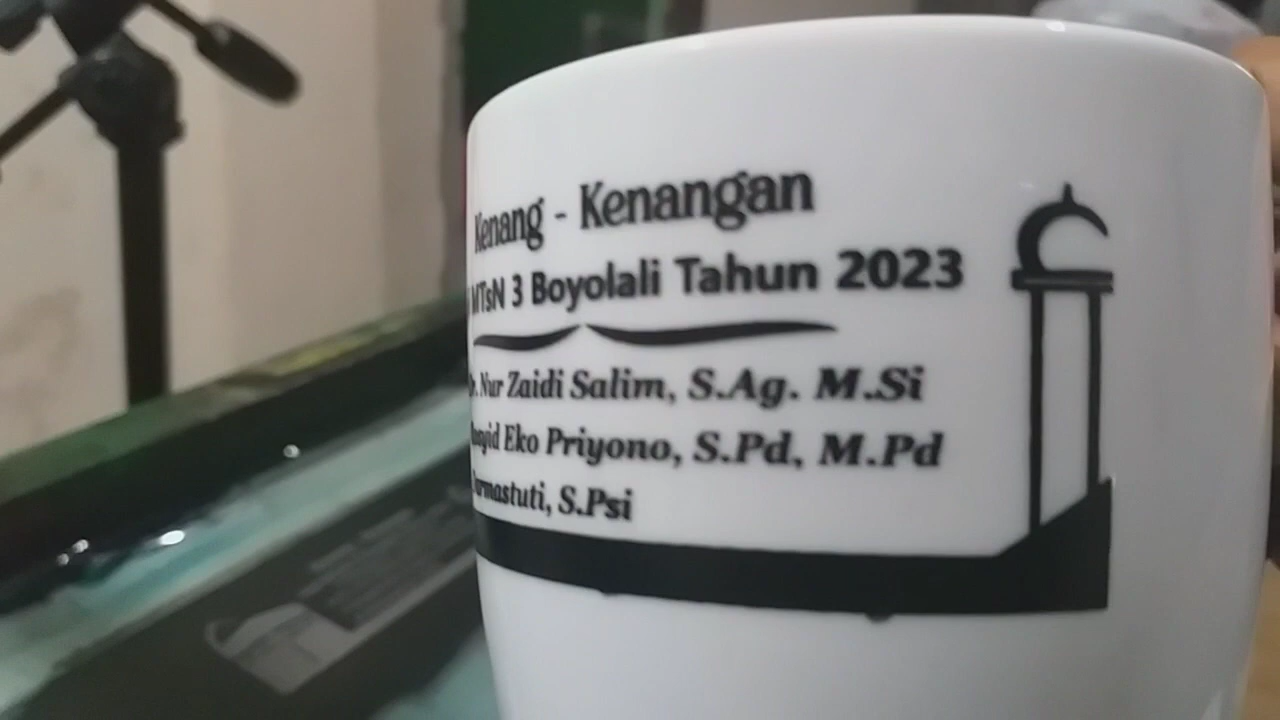 Kenang - Kenangan
MTsN 3 Boyolali Tahun 2023
Nur Zaidi Salim, S.Ag. M.Si
Eko Priyono, S.Pd, M.Pd
S.Psi